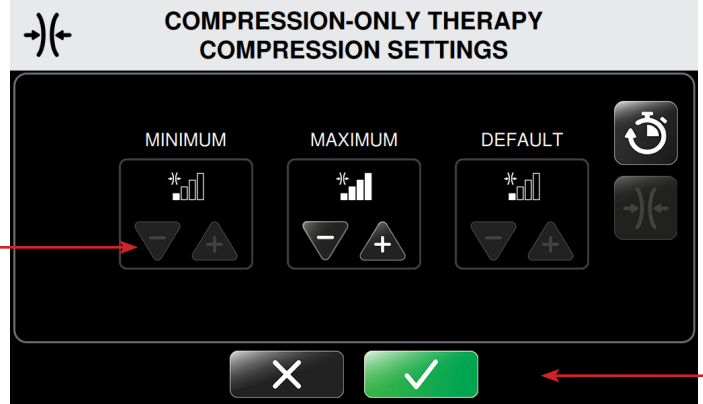 COMPRESSION-ONLY THERAPY
COMPRESSION SETTINGS
MINIMUM MAXIMUM DEFAULT